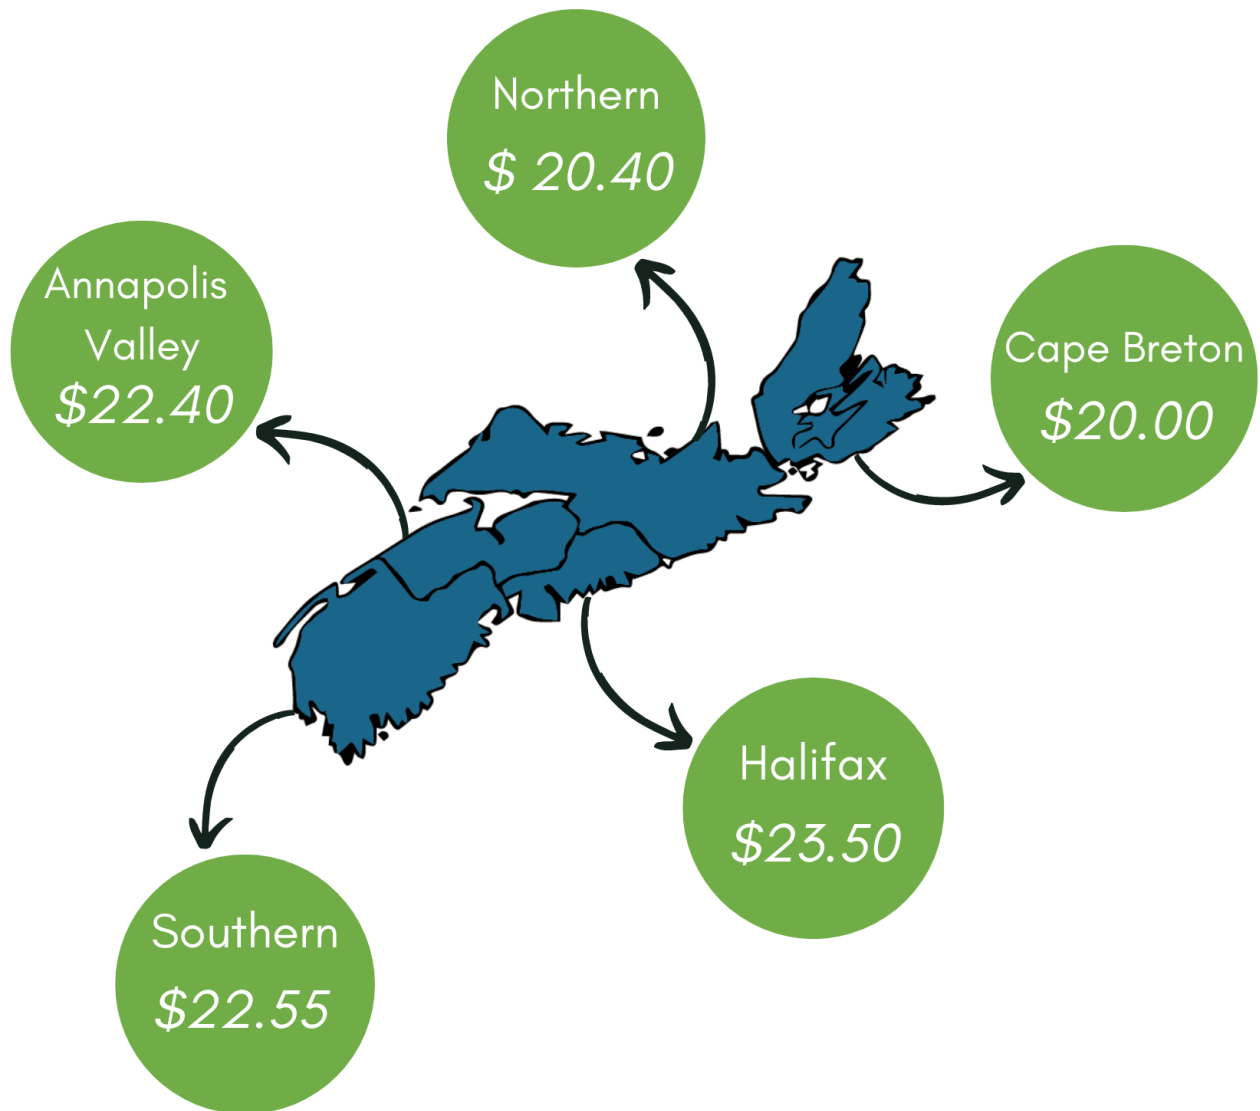 Northern
$ 20.40
Annapolis
Valley
$22.40
Cape Breton
$20.00
Halifax
$23.50
Southern
$22.55